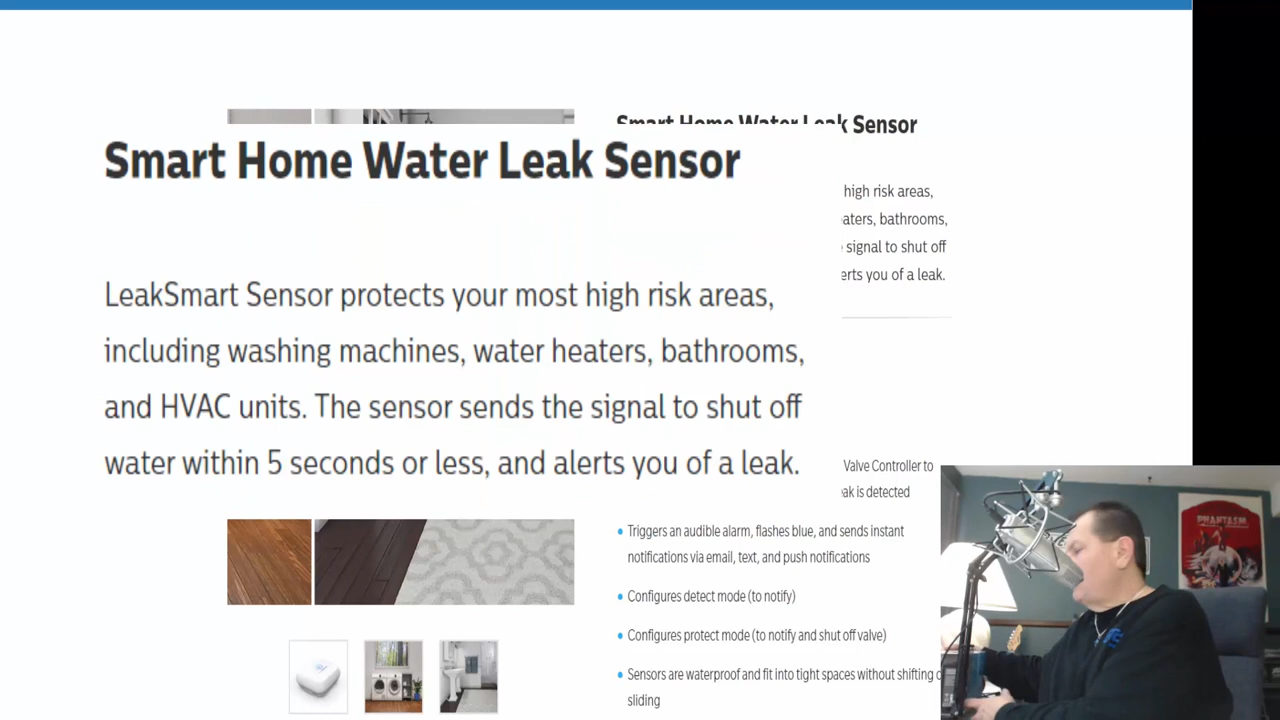 Smart Home Water Leak Sensor
Smart Home Water Leak Sensor
LeakSmart Sensor protects your most high risk areas,
including washing machines, water heaters, bathrooms,
and HVAC units. The sensor sends the signal to shut off
water within 5 seconds or less, and alerts you of a leak.
high risk areas,
bathrooms,
signal to shut off
you of a leak.
Valve Controller to
is detected
• Triggers an audible alarm, flashes blue, and sends instant
notifications via email, text, and push notifications
• Configures detect mode (to notify)
• Configures protect mode (to notify and shut off valve)
• Sensors are waterproof and fit into tight spaces without shifting
sliding
PHANTASM